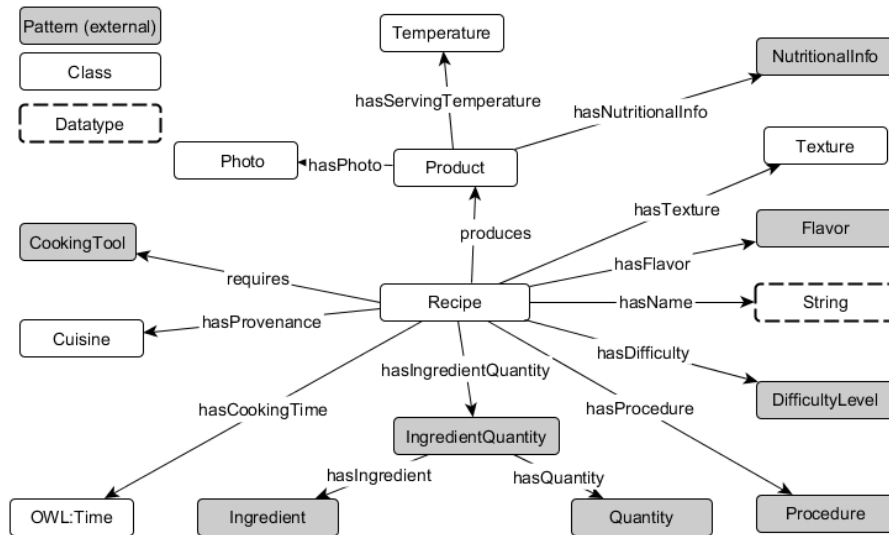 Pattern (external)
Class
Datatype
Temperature
NutritionalInfo
hasServingTemperature
hasNutritionalInfo
Photo
hasPhoto
Product
Texture
hasTexture
produces
CookingTool
Flavor
hasFlavor
requires
Recipe
hasName
String
hasProvenance
Cuisine
hasDifficulty
hasIngredientQuantity
DifficultyLevel
hasCookingTime
hasProcedure
IngredientQuantity
hasIngredient
hasQuantity
OWL:Time
Ingredient
Quantity
Procedure